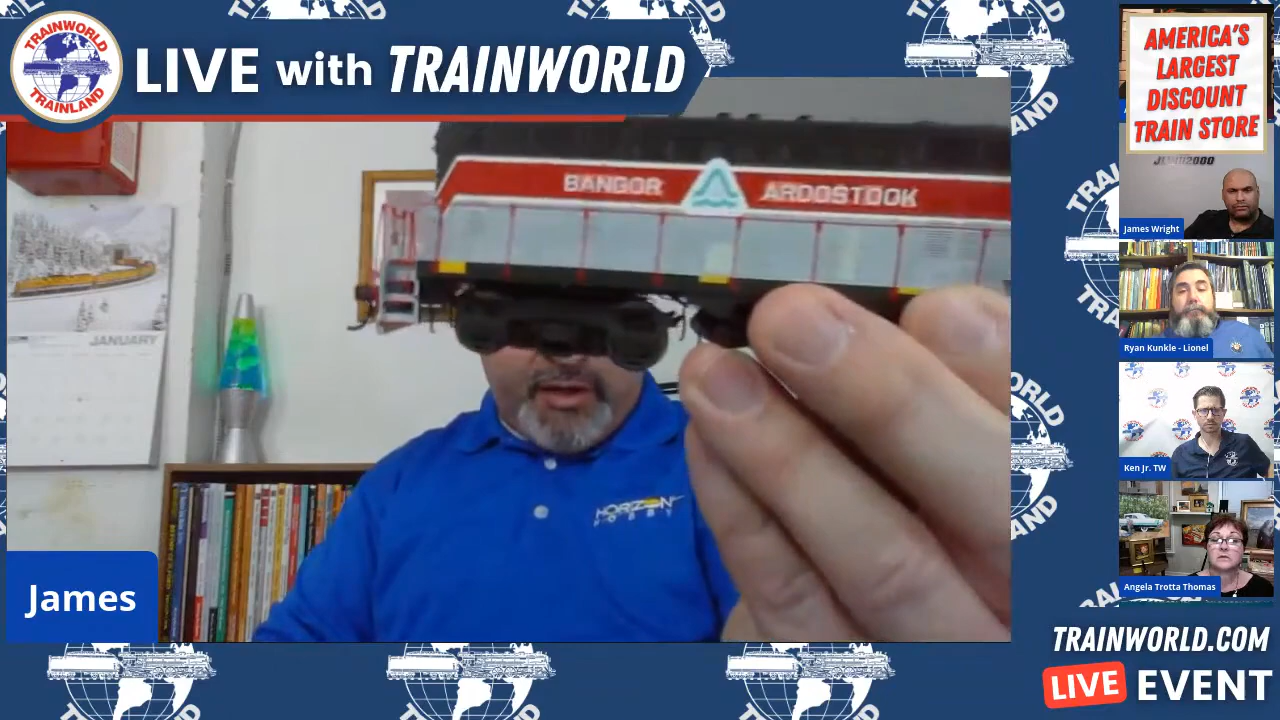 TRAINWORLD
TRAINLAND
LIVE with TRAINWORLD
BANGOR AROOSTOOK
JANUARY
HORIZON
HOBBY
James
AMERICA'S
LARGEST
DISCOUNT
TRAIN STORE
James Wright
Ryan Kunkle - Lionel
Ken Jr. TW
Angela Trotta Thomas
TRAINWORLD.COM
LIVE EVENT